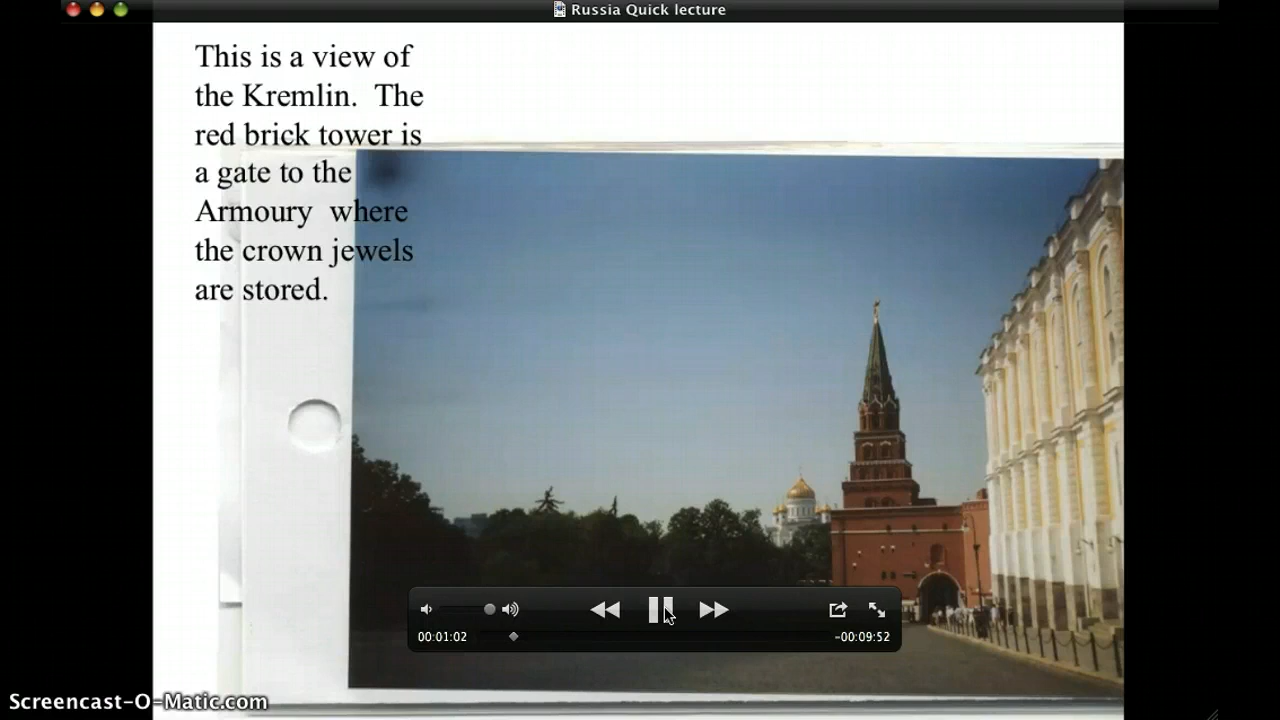 Russia Quick lecture
This is a view of
the Kremlin.  The
red brick tower is
a gate to the
Armoury  where
the crown jewels
are stored.
00:01:02
-00:09:52
Screencast-O-Matic.com